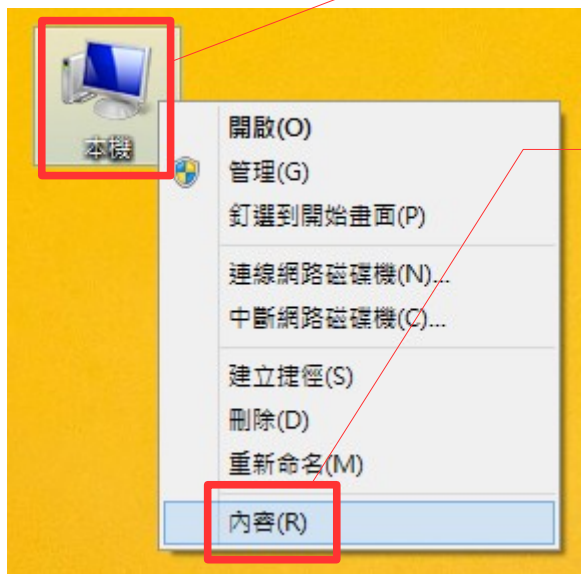 本機
開啟(O)
管理(G)
釘選到開始畫面(P)
連線網路磁碟機(N)...
中斷網路磁碟機(C)...
建立捷徑(S)
刪除(D)
重新命名(M)
內容(R)